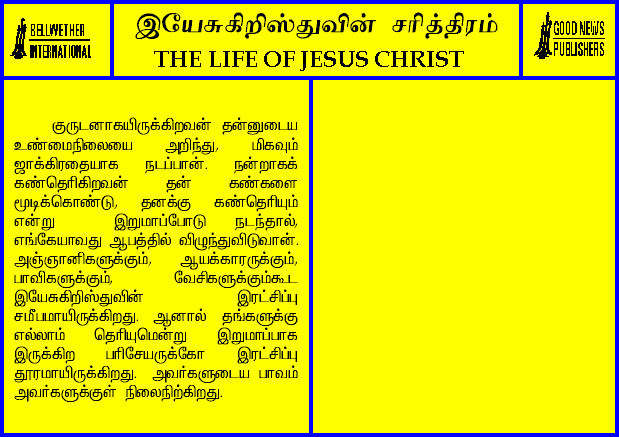 BELLWETHER
INTERNATIONAL
இயேசுகிறிஸ்துவின் சரித்திரம்
THE LIFE OF JESUS CHRIST
GOOD NEWS
PUBLISHERS
குருடனாகயிருக்கிறவன் தன்னுடைய
உண்மைநிலையை அறிந்து, மிகவும்
ஜாக்கிரதையாக நடப்பான். நன்றாகக்
கண்தெரிகிறவன் தன் கண்களை
மூடிக்கொண்டு, தனக்கு கண்தெரியும்
என்று இறுமாப்போடு நடந்தால்,
எங்கேயாவது ஆபத்தில் விழுந்துவிடுவான்.
அஞ்ஞானிகளுக்கும், ஆயக்காரருக்கும்,
பாவிகளுக்கும், வேசிகளுக்கும்கூட
இயேசுகிறிஸ்துவின் இரட்சிப்பு
சமீபமாயிருக்கிறது. ஆனால் தங்களுக்கு
எல்லாம் தெரியுமென்று இறுமாப்பாக
இருக்கிற பரிசேயருக்கோ இரட்சிப்பு
தூரமாயிருக்கிறது. அவர்களுடைய பாவம்
அவர்களுக்குள் நிலைநிற்கிறது.